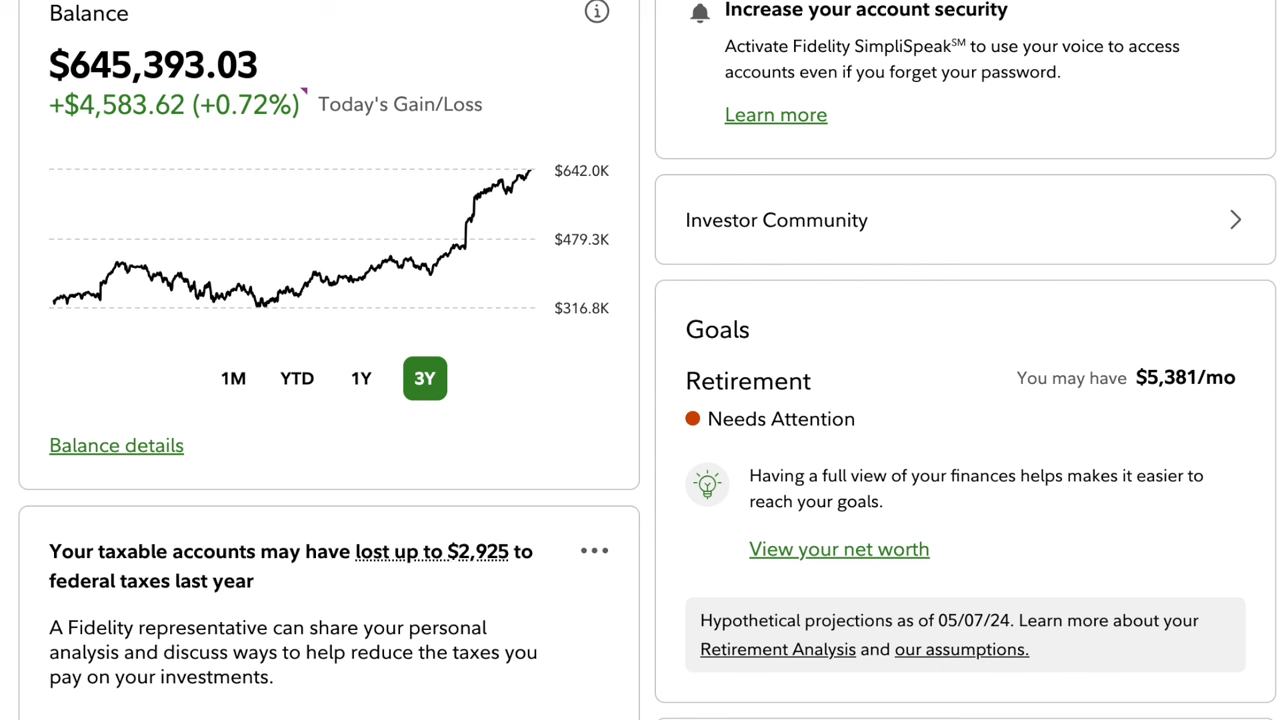 Balance
$645,393.03
+$4,583.62 (+0.72%) Today's Gain/Loss
$642.0K
$479.3K
$316.8K
1M YTD 1Y 3Y
Balance details
Your taxable accounts may have lost up to $2,925 to
federal taxes last year
A Fidelity representative can share your personal
analysis and discuss ways to help reduce the taxes you
pay on your investments.
Increase your account security
Activate Fidelity SimpliSpeak℠ to use your voice to access
accounts even if you forget your password.
Learn more
Investor Community
Goals
Retirement You may have $5,381/mo
Needs Attention
Having a full view of your finances helps makes it easier to
reach your goals.
View your net worth
Hypothetical projections as of 05/07/24. Learn more about your
Retirement Analysis and our assumptions.